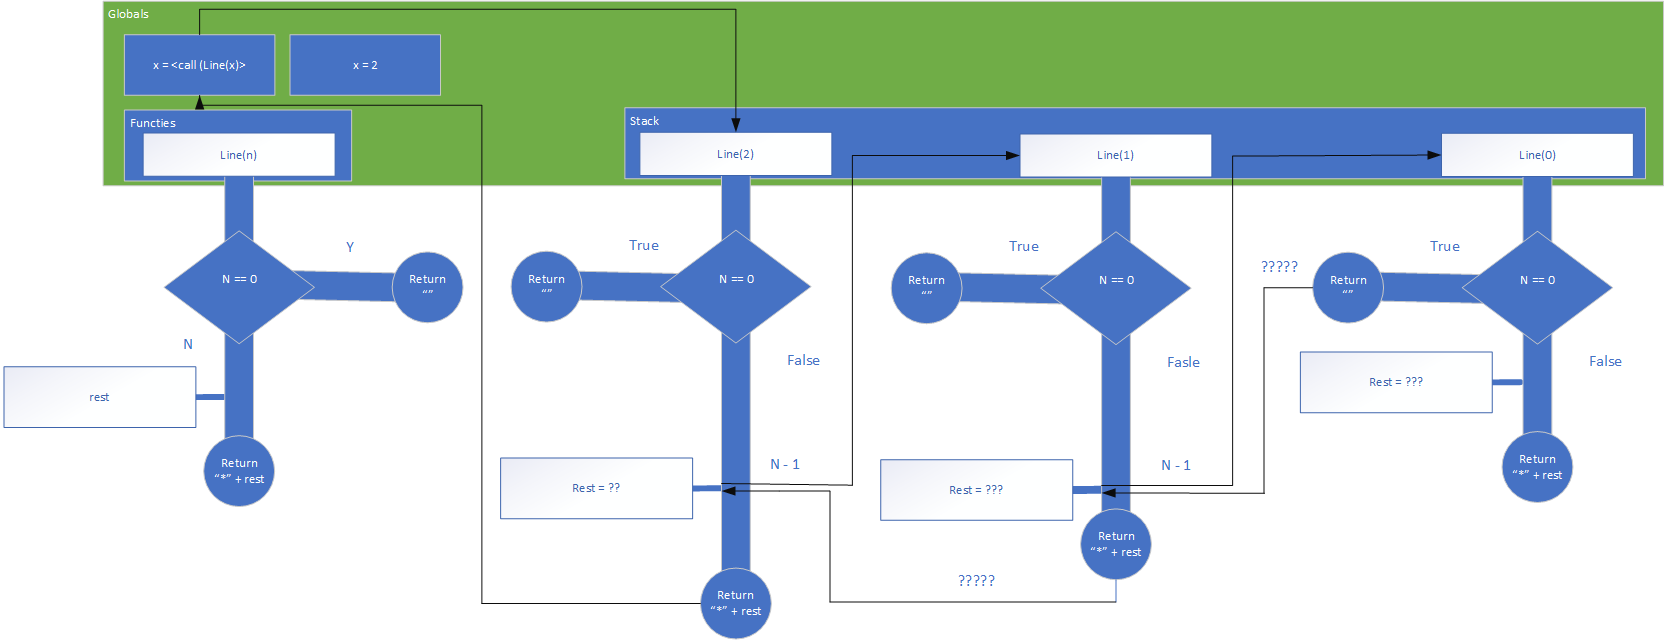 Globals
x = <call (Line(x)>
x = 2
Functies
Line(n)
Stack
Line(2)
Line(1)
Line(0)
N == 0
Y
Return
“”
N
rest
Return
“*” + rest
True
Return
“”
N == 0
False
N - 1
Rest = ??
Return
“*” + rest
True
Return
“”
N == 0
Fasle
N - 1
Rest = ???
Return
“*” + rest
?????
?????
True
Return
“”
N == 0
False
Rest = ???
Return
“*” + rest